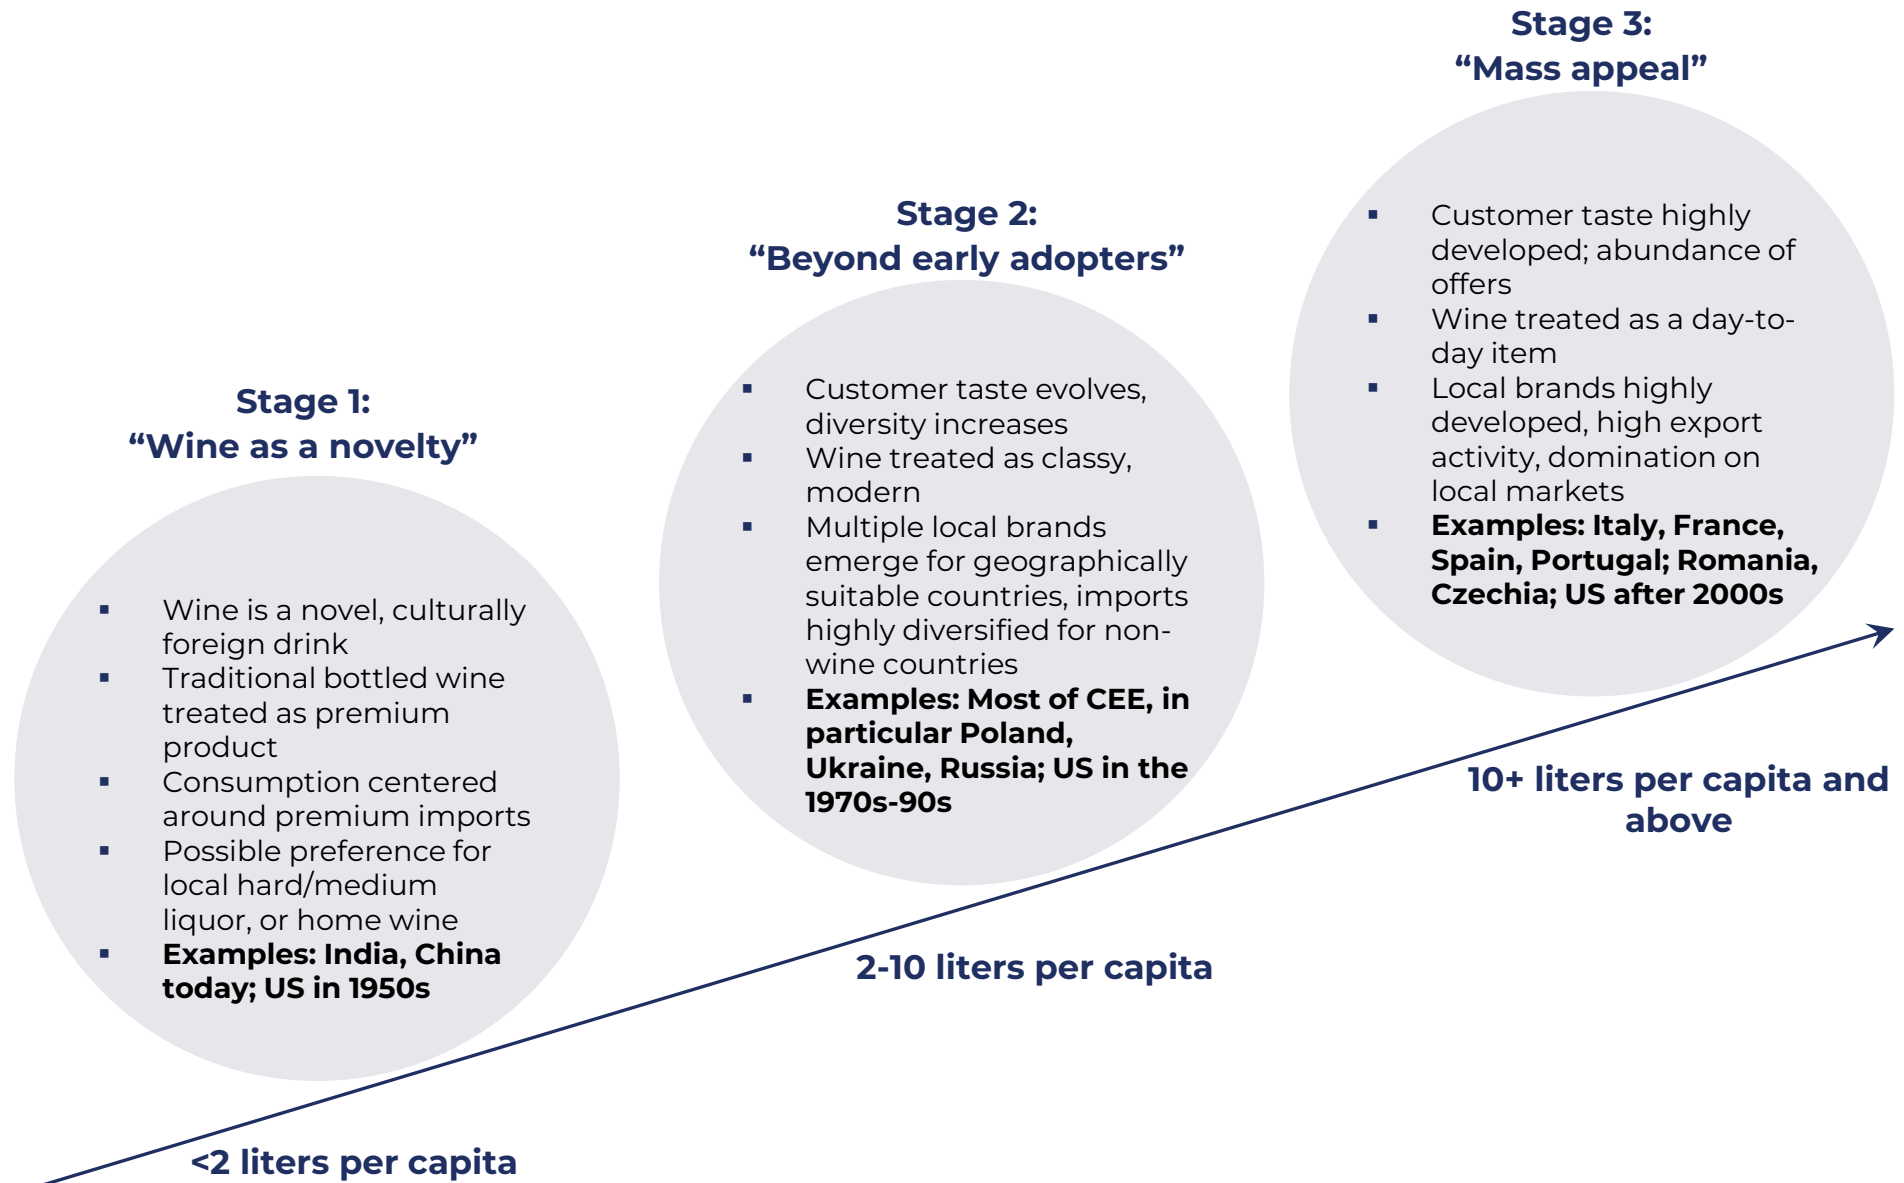 Stage 1:
“Wine as a novelty”
▪ Wine is a novel, culturally
foreign drink
▪ Traditional bottled wine
treated as premium
product
▪ Consumption centered
around premium imports
▪ Possible preference for
local hard/medium
liquor, or home wine
▪ Examples: India, China
today; US in 1950s
<2 liters per capita
Stage 2:
“Beyond early adopters”
▪ Customer taste evolves,
diversity increases
▪ Wine treated as classy,
modern
▪ Multiple local brands
emerge for geographically
suitable countries, imports
highly diversified for non-
wine countries
▪ Examples: Most of CEE, in
particular Poland,
Ukraine, Russia; US in the
1970s-90s
2-10 liters per capita
Stage 3:
“Mass appeal”
▪ Customer taste highly
developed; abundance of
offers
▪ Wine treated as a day-to-
day item
▪ Local brands highly
developed, high export
activity, domination on
local markets
▪ Examples: Italy, France,
Spain, Portugal; Romania,
Czechia; US after 2000s
10+ liters per capita and
above